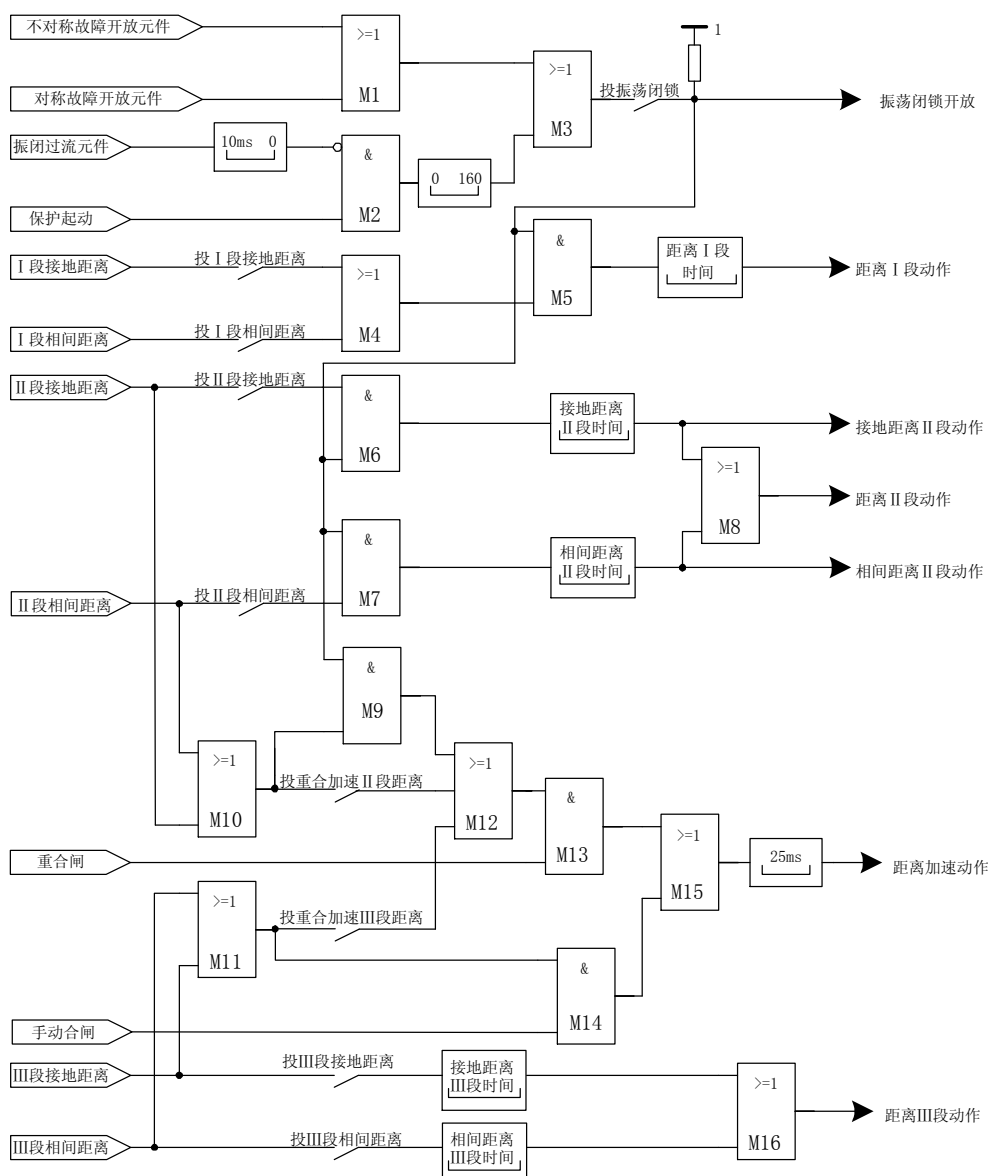 不对称故障开放元件
>=1
M1
对称故障开放元件
>=1
M3
投振荡闭锁
1
振荡闭锁开放
振闭过流元件
10ms 0
&
M2
0 160
保护起动
Ⅰ段接地距离
投Ⅰ段接地距离
>=1
M4
&
M5
距离Ⅰ段
时间
距离Ⅰ段动作
Ⅰ段相间距离
投Ⅰ段相间距离
Ⅱ段接地距离
投Ⅱ段接地距离
&
M6
接地距离
Ⅱ段时间
接地距离Ⅱ段动作
>=1
M8
距离Ⅱ段动作
&
M7
相间距离
Ⅱ段时间
相间距离Ⅱ段动作
Ⅱ段相间距离
投Ⅱ段相间距离
&
M9
>=1
M10
投重合加速Ⅱ段距离
>=1
M12
&
M13
>=1
M15
25ms
距离加速动作
重合闸
>=1
M11
投重合加速Ⅲ段距离
&
M14
手动合闸
Ⅲ段接地距离
投Ⅲ段接地距离
接地距离
Ⅲ段时间
>=1
M16
距离Ⅲ段动作
Ⅲ段相间距离
投Ⅲ段相间距离
相间距离
Ⅲ段时间